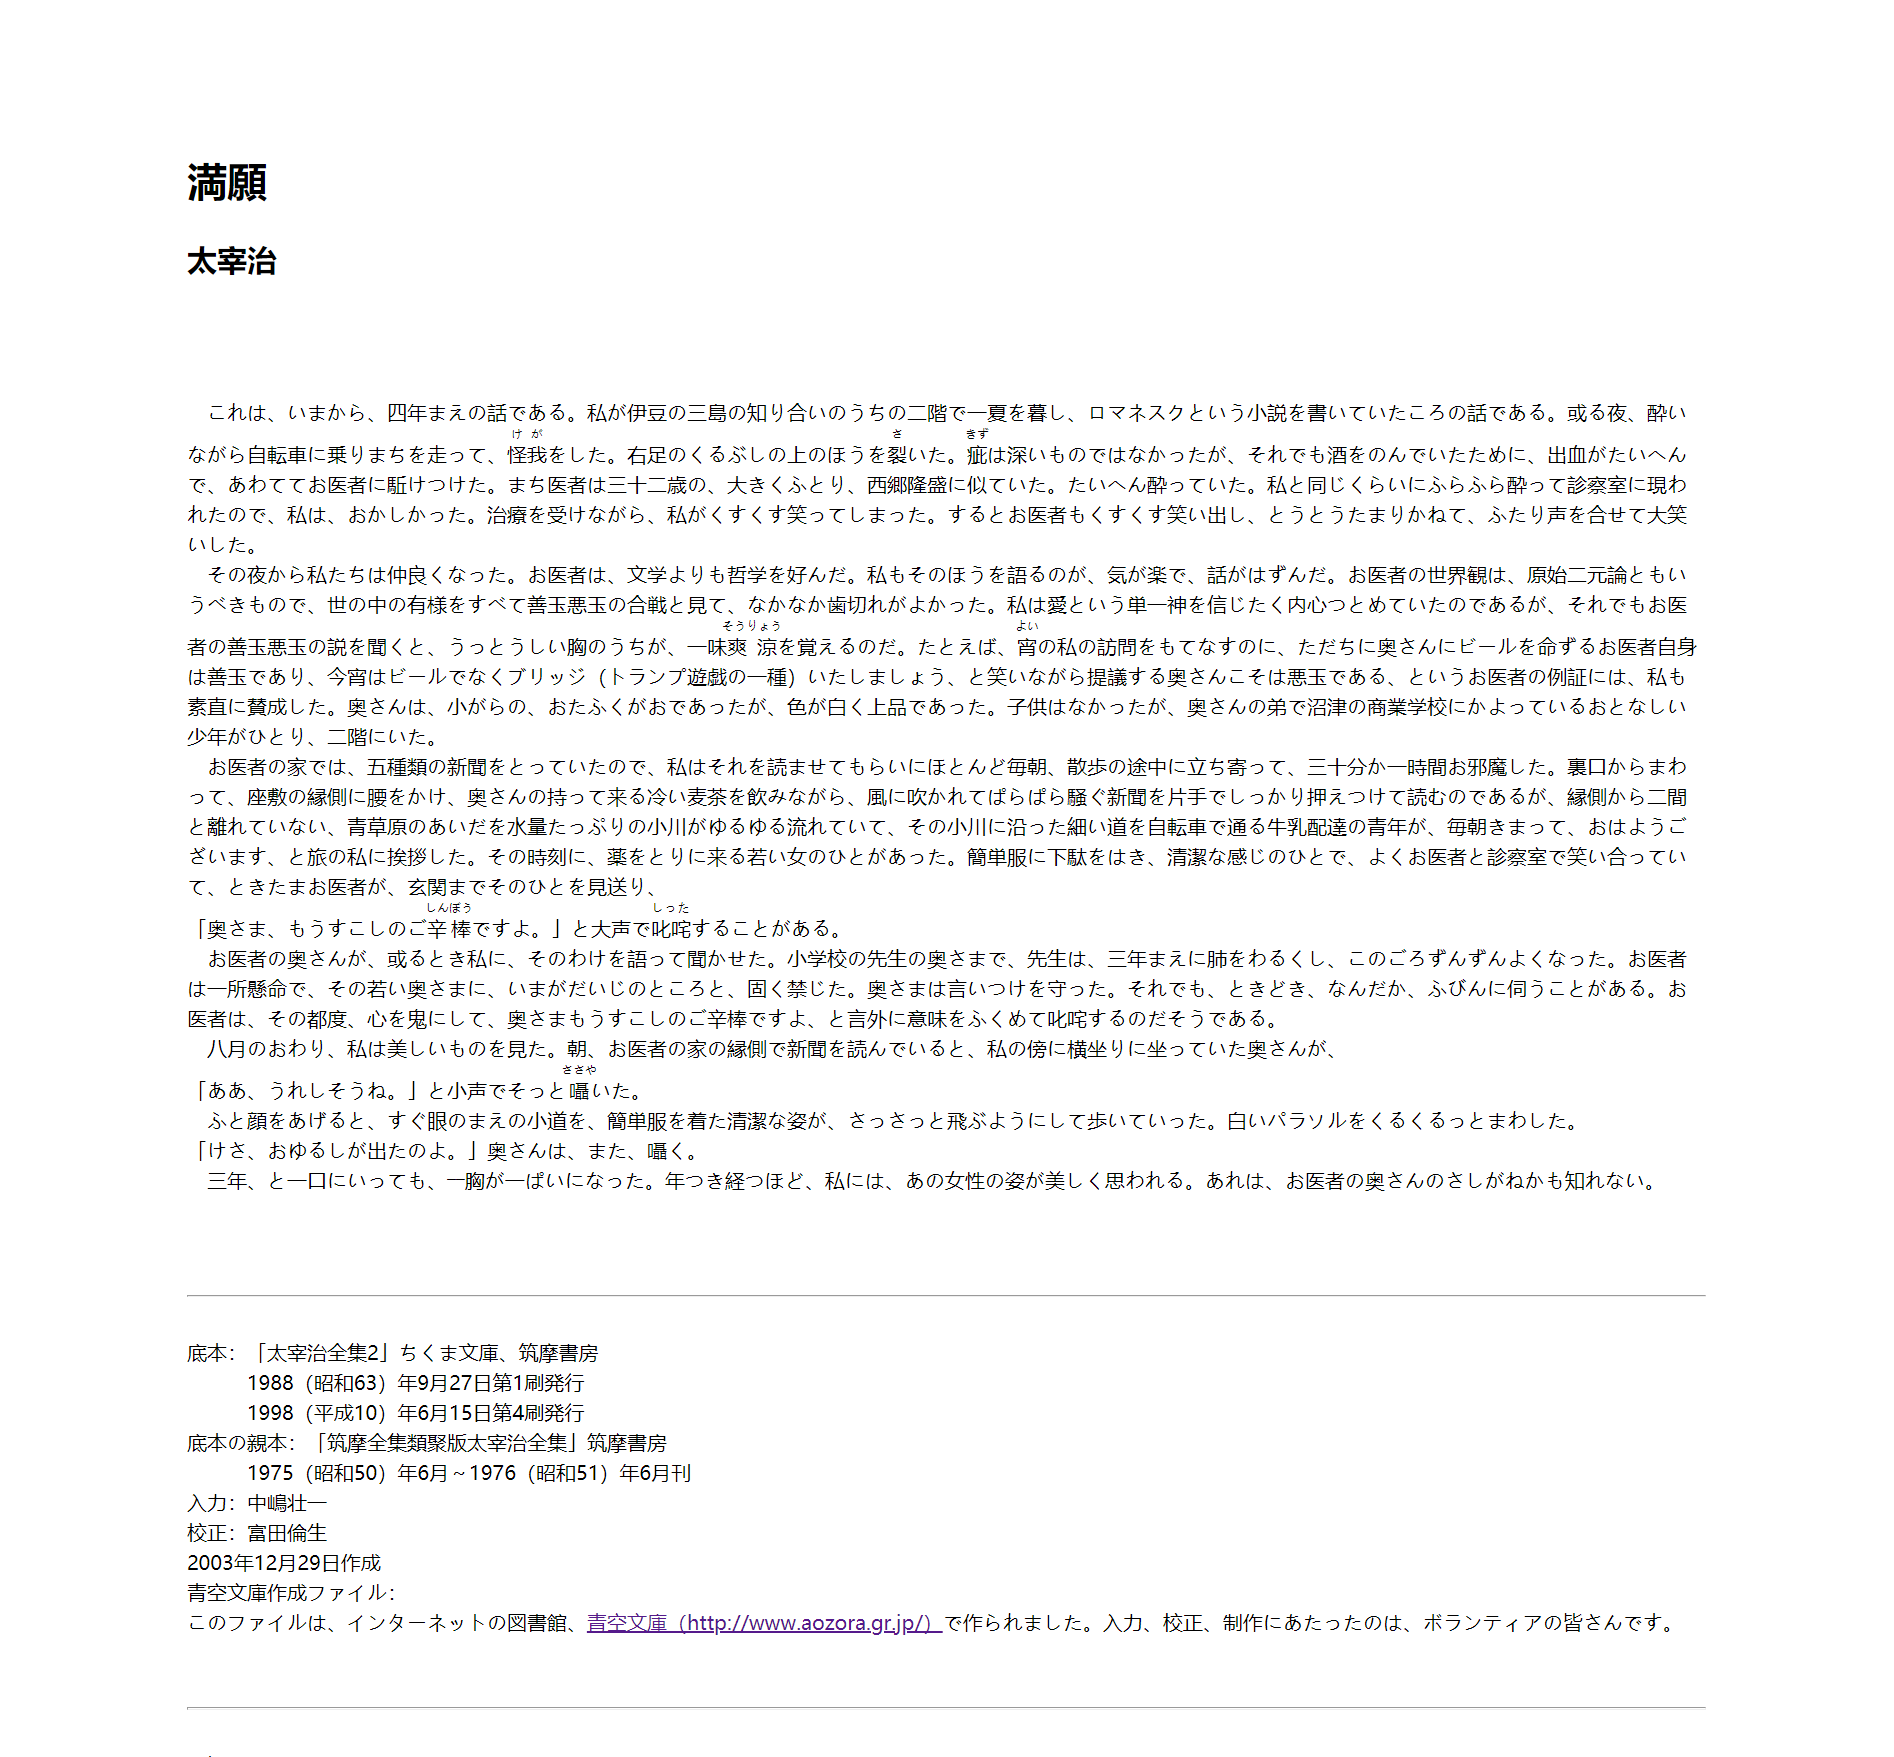 満願
太宰治
　これは、いまから、四年まえの話である。私が伊豆の三島の知り合いのうちの二階で一夏を暮し、ロマネスクという小説を書いていたころの話である。或る夜、酔い
けが さ きず
ながら自転車に乗りまちを走って、怪我をした。右足のくるぶしの上のほうを裂いた。疵は深いものではなかったが、それでも酒をのんでいたために、出血がたいへん
で、あわててお医者に駈けつけた。まち医者は三十二歳の、大きくふとり、西郷隆盛に似ていた。たいへん酔っていた。私と同じくらいにふらふら酔って診察室に現わ
れたので、私は、おかしかった。治療を受けながら、私がくすくす笑ってしまった。するとお医者もくすくす笑い出し、とうとうたまりかねて、ふたり声を合せて大笑
いした。
　その夜から私たちは仲良くなった。お医者は、文学よりも哲学を好んだ。私もそのほうを語るのが、気が楽で、話がはずんだ。お医者の世界観は、原始二元論ともい
うべきもので、世の中の有様をすべて善玉悪玉の合戦と見て、なかなか歯切れがよかった。私は愛という単一神を信じたく内心つとめていたのであるが、それでもお医
そうりょう よい
者の善玉悪玉の説を聞くと、うっとうしい胸のうちが、一味爽涼を覚えるのだ。たとえば、宵の私の訪問をもてなすのに、ただちに奥さんにビールを命ずるお医者自身
は善玉であり、今宵はビールでなくブリッジ（トランプ遊戯の一種）いたしましょう、と笑いながら提議する奥さんこそは悪玉である、というお医者の例証には、私も
素直に賛成した。奥さんは、小がらの、おたふくがおであったが、色が白く上品であった。子供はなかったが、奥さんの弟で沼津の商業学校にかよっているおとなしい
少年がひとり、二階にいた。
　お医者の家では、五種類の新聞をとっていたので、私はそれを読ませてもらいにほとんど毎朝、散歩の途中に立ち寄って、三十分か一時間お邪魔した。裏口からまわ
って、座敷の縁側に腰をかけ、奥さんの持って来る冷い麦茶を飲みながら、風に吹かれてぱらぱら騒ぐ新聞を片手でしっかり押えつけて読むのであるが、縁側から二間
と離れていない、青草原のあいだを水量たっぷりの小川がゆるゆる流れていて、その小川に沿った細い道を自転車で通る牛乳配達の青年が、毎朝きまって、おはようご
ざいます、と旅の私に挨拶した。その時刻に、薬をとりに来る若い女のひとがあった。簡単服に下駄をはき、清潔な感じのひとで、よくお医者と診察室で笑い合ってい
て、ときたまお医者が、玄関までそのひとを見送り、
しんぼう しった
「奥さま、もうすこしのご辛棒ですよ。」と大声で叱咤することがある。
　お医者の奥さんが、或るとき私に、そのわけを語って聞かせた。小学校の先生の奥さまで、先生は、三年まえに肺をわるくし、このごろずんずんよくなった。お医者
は一所懸命で、その若い奥さまに、いまがだいじのところと、固く禁じた。奥さまは言いつけを守った。それでも、ときどき、なんだか、ふびんに伺うことがある。お
医者は、その都度、心を鬼にして、奥さまもうすこしのご辛棒ですよ、と言外に意味をふくめて叱咤するのだそうである。
　八月のおわり、私は美しいものを見た。朝、お医者の家の縁側で新聞を読んでいると、私の傍に横坐りに坐っていた奥さんが、
ささや
「ああ、うれしそうね。」と小声でそっと囁いた。
　ふと顔をあげると、すぐ眼のまえの小道を、簡単服を着た清潔な姿が、さっさっと飛ぶようにして歩いていった。白いパラソルをくるくるっとまわした。
「けさ、おゆるしが出たのよ。」奥さんは、また、囁く。
　三年、と一口にいっても、――胸が一ぱいになった。年つき経つほど、私には、あの女性の姿が美しく思われる。あれは、お医者の奥さんのさしがねかも知れない。
底本：「太宰治全集2」ちくま文庫、筑摩書房
　　　1988（昭和63）年9月27日第1刷発行
　　　1998（平成10）年6月15日第4刷発行
底本の親本：「筑摩全集類聚版太宰治全集」筑摩書房
　　　1975（昭和50）年6月～1976（昭和51）年6月刊
入力：中嶋壮一
校正：富田倫生
2003年12月29日作成
青空文庫作成ファイル：
このファイルは、インターネットの図書館、青空文庫（http://www.aozora.gr.jp/）で作られました。入力、校正、制作にあたったのは、ボランティアの皆さんです。